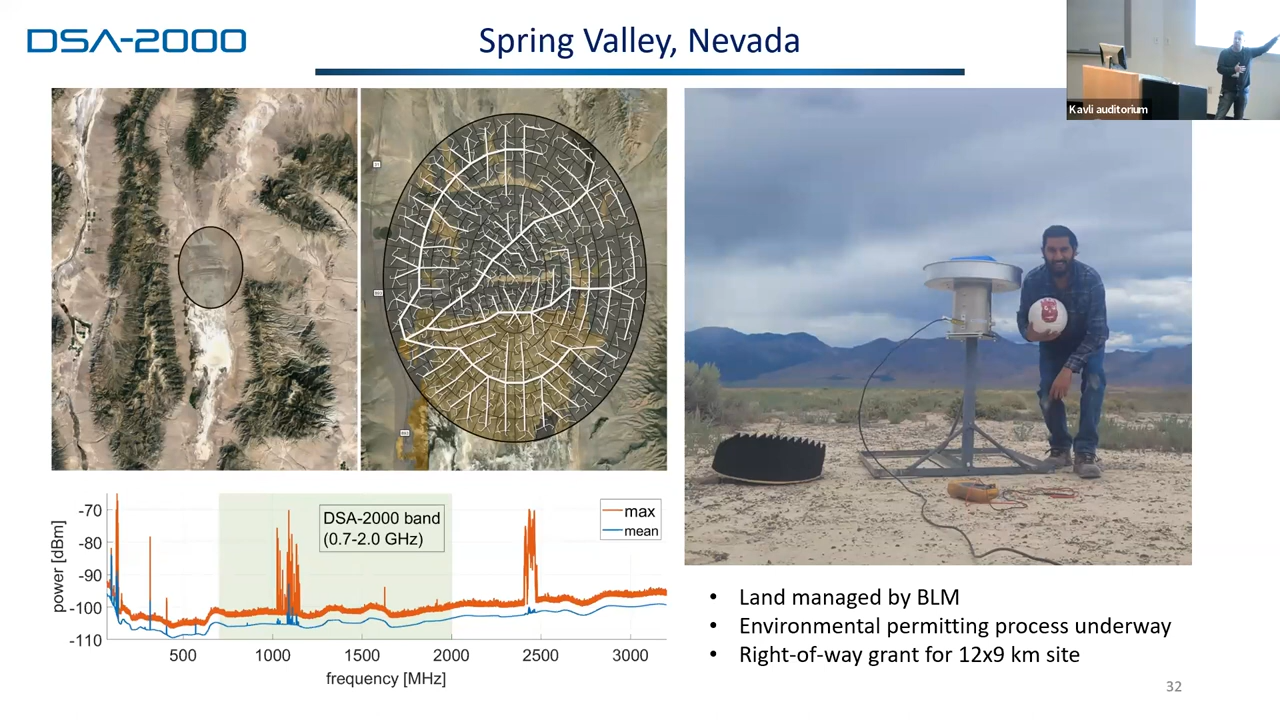 DSA-2000
Spring Valley, Nevada
Kavli auditorium
power [dBm]
-70
-80
-90
-100
-110
DSA-2000 band
(0.7-2.0 GHz)
max
mean
500
1000
1500
2000
2500
3000
frequency [MHz]
• Land managed by BLM
• Environmental permitting process underway
• Right-of-way grant for 12x9 km site
32